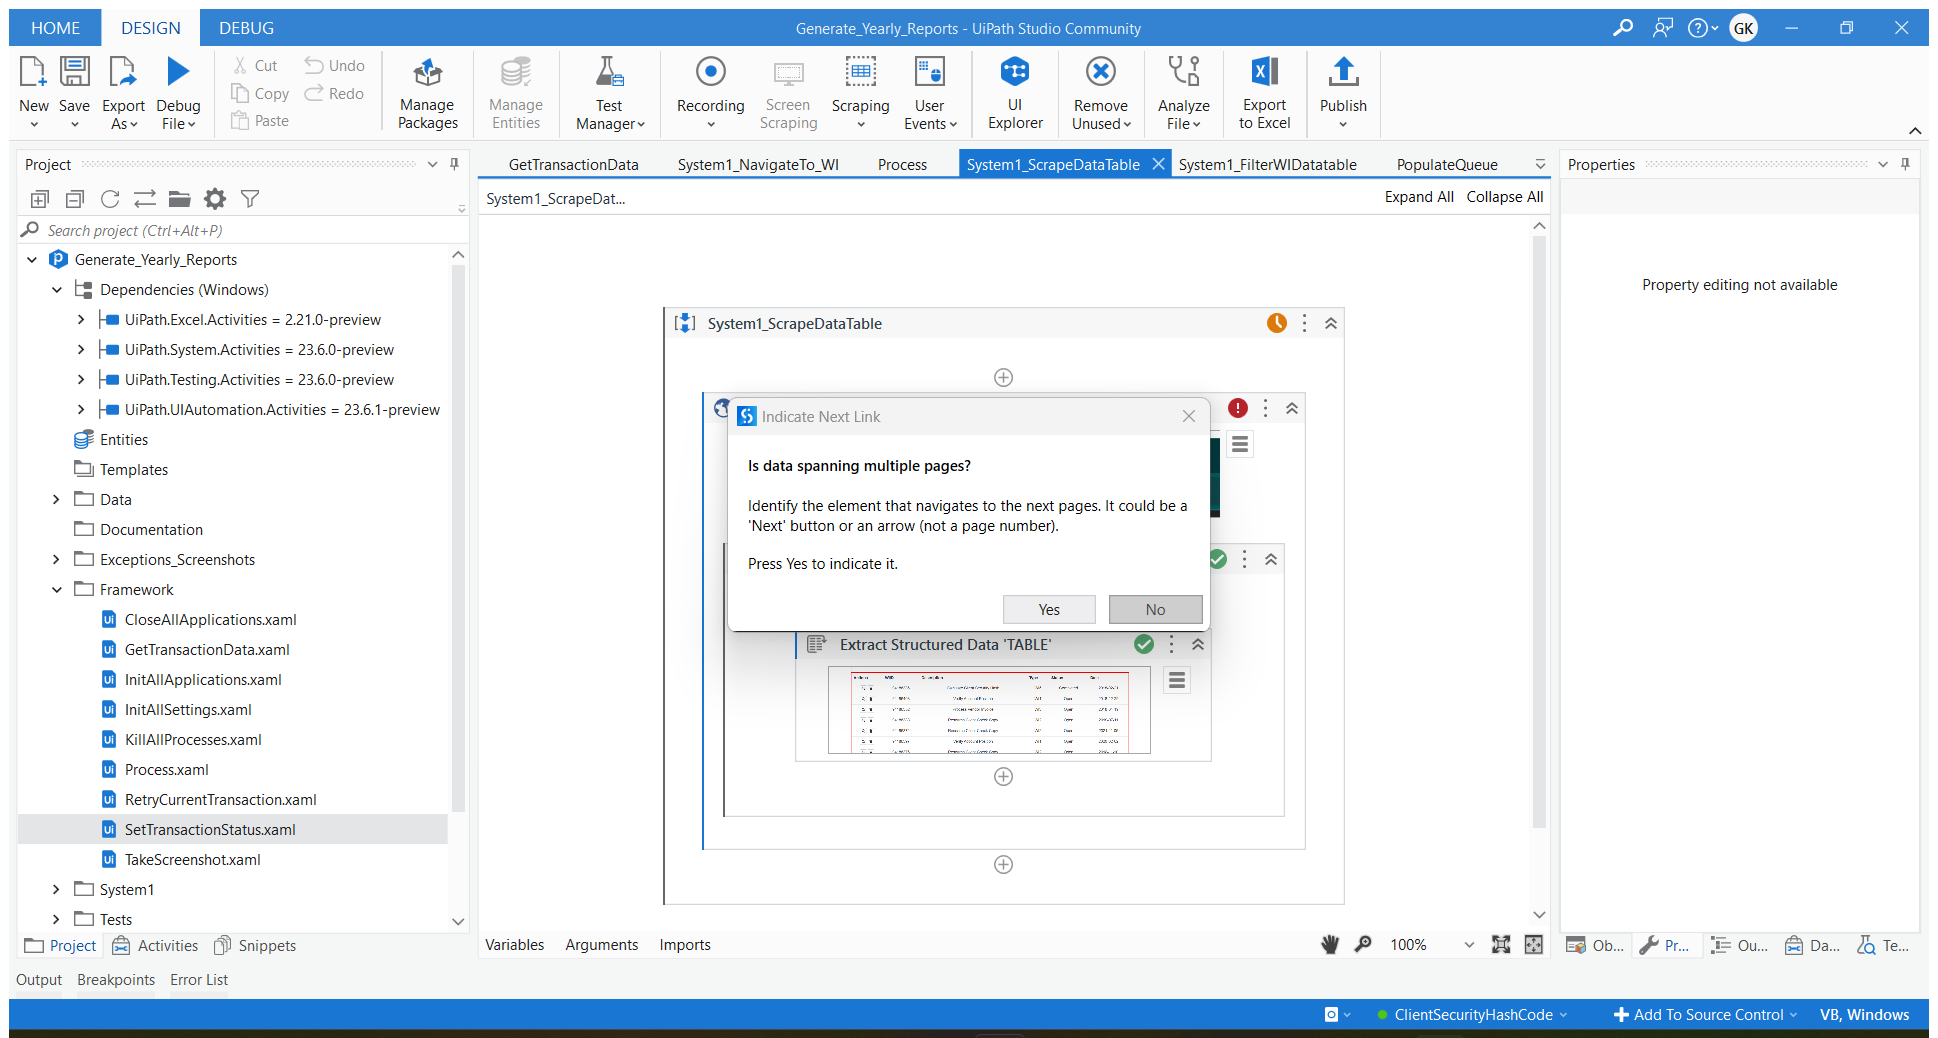 HOME DESIGN DEBUG Generate_Yearly_Reports - UiPath Studio Community GK
New Save Export As Debug File
Cut Copy Paste Undo Redo
Manage Packages
Manage Entities
Test Manager
Recording
Screen Scraping
Scraping
User Events
UI Explorer
Remove Unused
Analyze File
Export to Excel
Publish
Project
Search project (Ctrl+Alt+P)
Generate_Yearly_Reports
Dependencies (Windows)
UiPath.Excel.Activities = 2.21.0-preview
UiPath.System.Activities = 23.6.0-preview
UiPath.Testing.Activities = 23.6.0-preview
UiPath.UIAutomation.Activities = 23.6.1-preview
Entities
Templates
Data
Documentation
Exceptions_Screenshots
Framework
CloseAllApplications.xaml
GetTransactionData.xaml
InitAllApplications.xaml
InitAllSettings.xaml
KillAllProcesses.xaml
Process.xaml
RetryCurrentTransaction.xaml
SetTransactionStatus.xaml
TakeScreenshot.xaml
System1
Tests
Project Activities Snippets
GetTransactionData System1_NavigateTo_WI Process System1_ScrapeDataTable System1_FilterWIDatatable PopulateQueue
System1_ScrapeDat... Expand All Collapse All
System1_ScrapeDataTable
Indicate Next Link
Is data spanning multiple pages?
Identify the element that navigates to the next pages. It could be a
'Next' button or an arrow (not a page number).
Press Yes to indicate it.
Yes No
Extract Structured Data 'TABLE'
Variables Arguments Imports 100%
Properties
Property editing not available
Ob... Pr... Ou... Da... Te...
Output Breakpoints Error List
ClientSecurityHashCode Add To Source Control VB, Windows